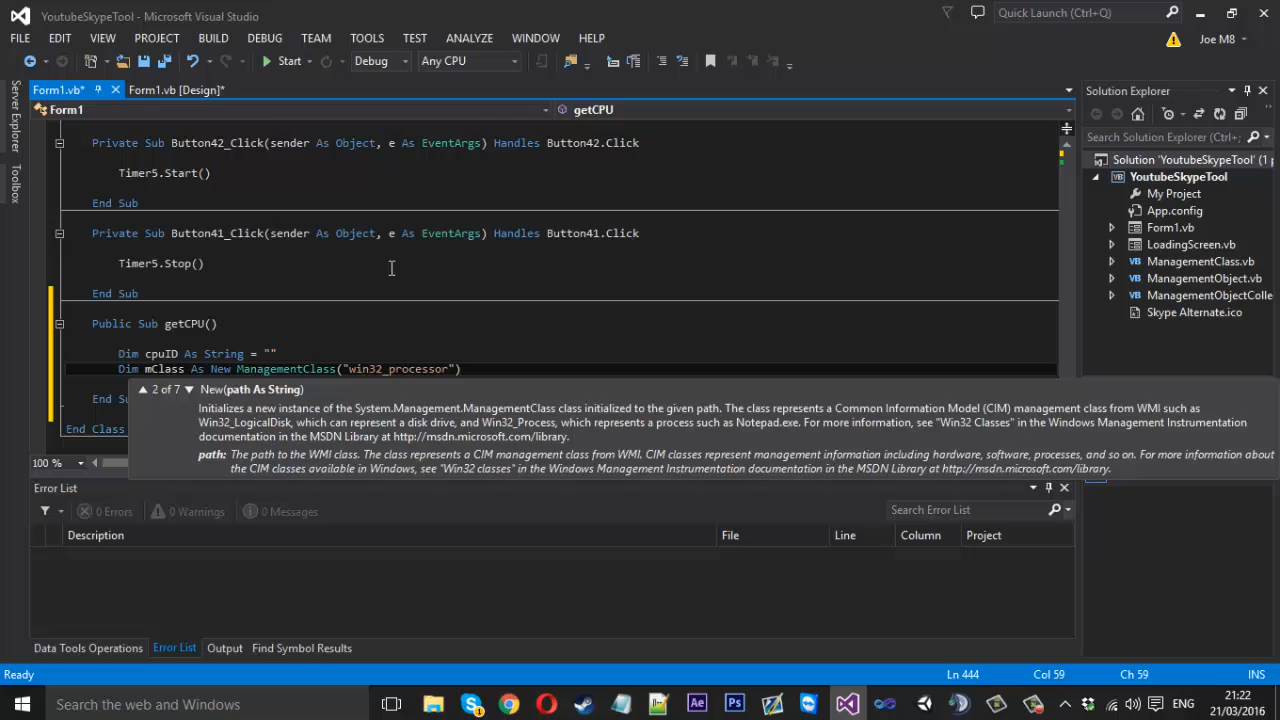 YoutubeSkypeTool - Microsoft Visual Studio
Quick Launch (Ctrl+Q)
FILE EDIT VIEW PROJECT BUILD DEBUG TEAM TOOLS TEST ANALYZE WINDOW HELP
Joe M8
Start Debug Any CPU
Form1.vb* Form1.vb [Design]*
Solution Explorer
Form1 getCPU
Server Explorer
Toolbox
Search Solution Explorer (Ctrl+;
Solution 'YoutubeSkypeTool' (1 p
YoutubeSkypeTool
My Project
App.config
Form1.vb
LoadingScreen.vb
ManagementClass.vb
ManagementObject.vb
ManagementObjectColle
Skype Alternate.ico
Private Sub Button42_Click(sender As Object, e As EventArgs) Handles Button42.Click
Timer5.Start()
End Sub
Private Sub Button41_Click(sender As Object, e As EventArgs) Handles Button41.Click
Timer5.Stop()
End Sub
Public Sub getCPU()
Dim cpuID As String = ""
Dim mClass As New ManagementClass("win32_processor")
2 of 7 New(path As String)
End Su
Initializes a new instance of the System.Management.ManagementClass class initialized to the given path. The class represents a Common Information Model (CIM) management class from WMI such as
Win32_LogicalDisk, which can represent a disk drive, and Win32_Process, which represents a process such as Notepad.exe. For more information, see "Win32 Classes" in the Windows Management Instrumentation
End Class
documentation in the MSDN Library at http://msdn.microsoft.com/library.
path: The path to the WMI class. The class represents a CIM management class from WMI. CIM classes represent management information including hardware, software, processes, and so on. For more information about
the CIM classes available in Windows, see "Win32 classes" in the Windows Management Instrumentation documentation in the MSDN Library at http://msdn.microsoft.com/library.
100 %
Error List
0 Errors 0 Warnings 0 Messages
Search Error List
Description File Line Column Project
Data Tools Operations Error List Output Find Symbol Results
Ready Ln 444 Col 59 Ch 59 INS
Search the web and Windows
1
Ae
Ps
ENG
21:22
21/03/2016